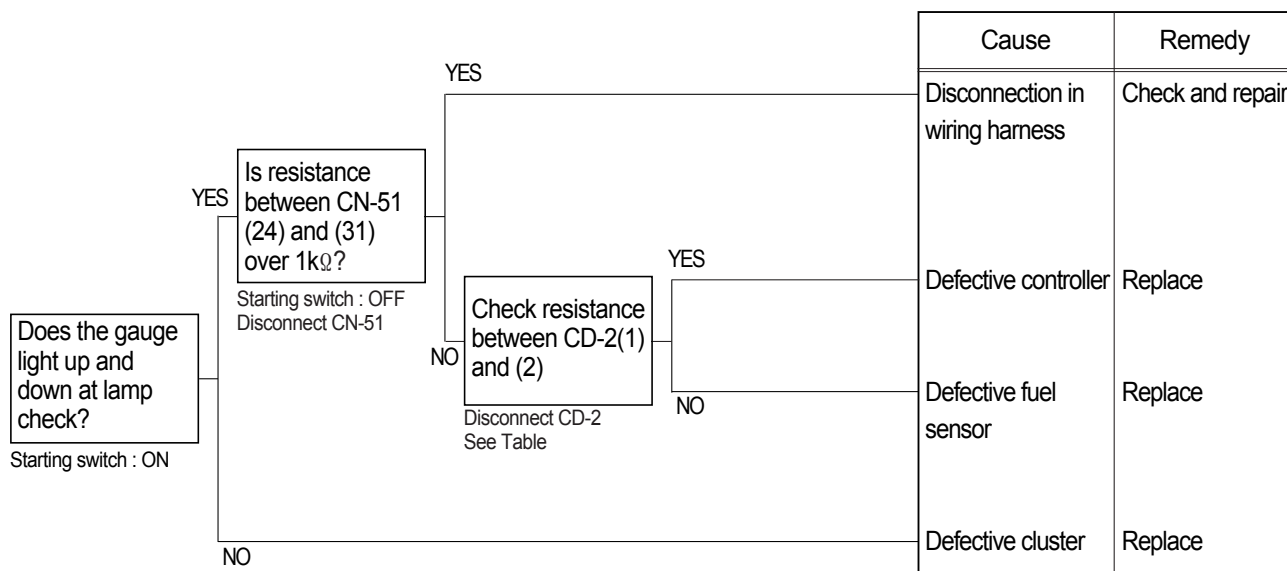 Cause Remedy
YES
Disconnection in Check and repair
wiring harness
Is resistance
between CN-51
(24) and (31)
over 1kΩ?
YES
Starting switch : OFF
Disconnect CN-51
YES
Defective controller Replace
Check resistance
between CD-2(1)
and (2)
NO
Disconnect CD-2
See Table
Does the gauge
light up and
down at lamp
check?
Starting switch : ON
NO
Defective fuel Replace
sensor
NO
Defective cluster Replace